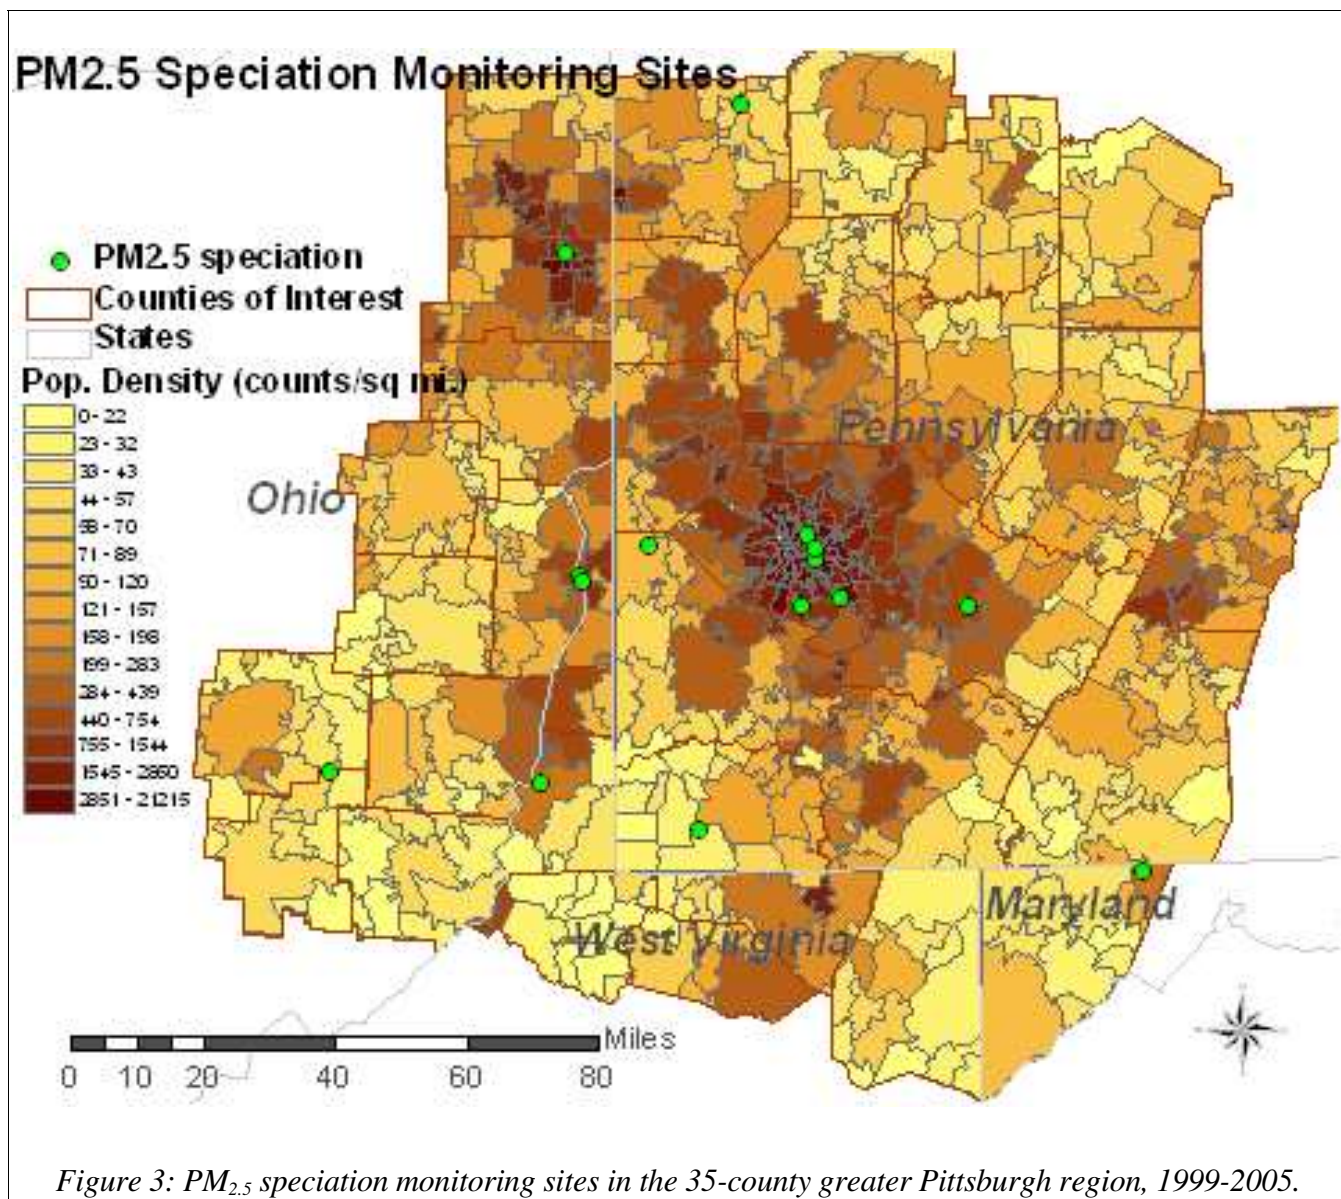 PM2.5 Speciation Monitoring Sites
PM2.5 speciation
Counties of Interest
States
Pop. Density (counts/sq mi.)
0 - 22
23 - 32
33 - 43
44 - 57
58 - 70
71 - 89
90 - 120
121 - 157
158 - 198
199 - 283
284 - 439
440 - 754
755 - 1544
1545 - 2850
2851 - 21215
Pennsylvania
Ohio
Maryland
West Virginia
Miles
0 10 20 40 60 80
Figure 3: PM2.5 speciation monitoring sites in the 35-county greater Pittsburgh region, 1999-2005.